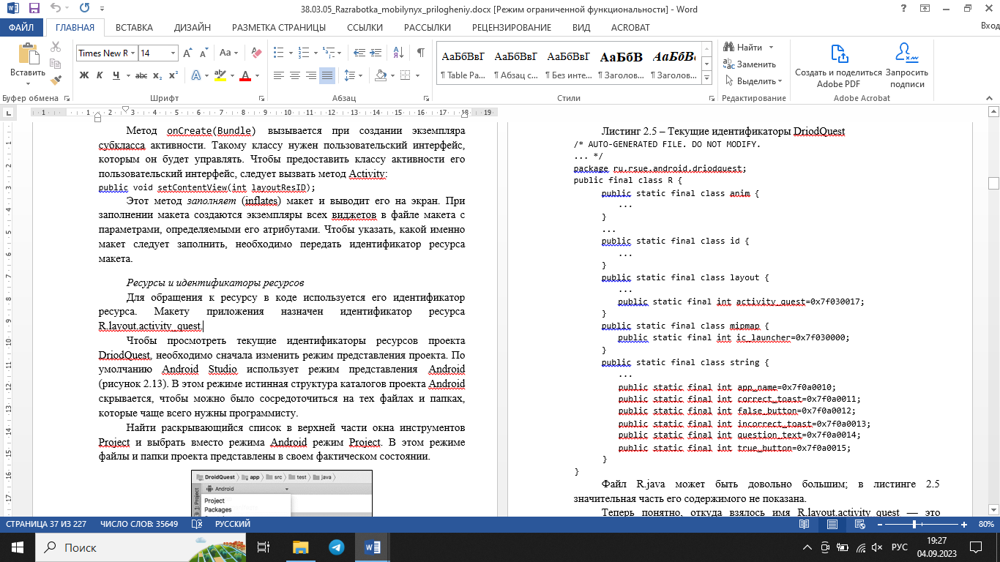 38.03.05_Razrabotka_mobilynyx_prilogheniy.docx [Режим ограниченной функциональности] - Word
ФАЙЛ
ГЛАВНАЯ
ВСТАВКА
ДИЗАЙН
РАЗМЕТКА СТРАНИЦЫ
ССЫЛКИ
РАССЫЛКИ
РЕЦЕНЗИРОВАНИЕ
ВИД
ACROBAT
Вход
Вставить
Буфер обмена
Times New R
14
Шрифт
Абзац
АаБбВвГ
АаБбВвГ
АаБбВвГ
АаБбВ
АаБбВв
¶ Table Pa...
¶ Абзац с...
¶ Без инте...
¶ Заголов...
¶ Заголов...
Стили
Найти
Заменить
Выделить
Редактирование
Создать и поделиться
Adobe PDF
Запросить
подписи
Adobe Acrobat
Метод onCreate(Bundle) вызывается при создании экземпляра
субкласса активности. Такому классу нужен пользовательский интерфейс,
которым он будет управлять. Чтобы предоставить классу активности его
пользовательский интерфейс, следует вызвать метод Activity:
public void setContentView(int layoutResID);
Этот метод заполняет (inflates) макет и выводит его на экран. При
заполнении макета создаются экземпляры всех виджетов в файле макета с
параметрами, определяемыми его атрибутами. Чтобы указать, какой именно
макет следует заполнить, необходимо передать идентификатор ресурса
макета.
Ресурсы и идентификаторы ресурсов
Для обращения к ресурсу в коде используется его идентификатор
ресурса. Макету приложения назначен идентификатор ресурса
R.layout.activity_quest
Чтобы просмотреть текущие идентификаторы ресурсов проекта
DriodQuest, необходимо сначала изменить режим представления проекта. По
умолчанию Android Studio использует режим представления Android
(рисунок 2.13). В этом режиме истинная структура каталогов проекта Android
скрывается, чтобы можно было сосредоточиться на тех файлах и папках,
которые чаще всего нужны программисту.
Найти раскрывающийся список в верхней части окна инструментов
Project и выбрать вместо режима Android режим Project. В этом режиме
файлы и папки проекта представлены в своем фактическом состоянии.
DroidQuest
app
src
test
java
1: Project
Android
Project
Packages
Листинг 2.5 – Текущие идентификаторы DriodQuest
/* AUTO-GENERATED FILE. DO NOT MODIFY.
... */
package ru.rsue.android.driodquest;
public final class R {
public static final class anim {
...
}
...
public static final class id {
...
}
public static final class layout {
...
public static final int activity_quest=0x7f030017;
}
public static final class mipmap {
public static final int ic_launcher=0x7f030000;
}
public static final class string {
...
public static final int app_name=0x7f0a0010;
public static final int correct_toast=0x7f0a0011;
public static final int false_button=0x7f0a0012;
public static final int incorrect_toast=0x7f0a0013;
public static final int question_text=0x7f0a0014;
public static final int true_button=0x7f0a0015;
}
}
Файл R.java может быть довольно большим; в листинге 2.5
значительная часть его содержимого не показана.
Теперь понятно, откуда взялось имя R.layout.activity_quest — это
СТРАНИЦА 37 ИЗ 227
ЧИСЛО СЛОВ: 35649
РУССКИЙ
80%
Поиск
РУС
19:27
04.09.2023